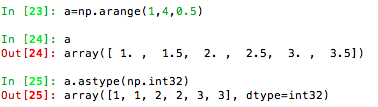 In [23]: a=np.arange(1,4,0.5)
In [24]: a
Out[24]: array([ 1. ,  1.5,  2. ,  2.5,  3. ,  3.5])
In [25]: a.astype(np.int32)
Out[25]: array([1, 1, 2, 2, 3, 3], dtype=int32)